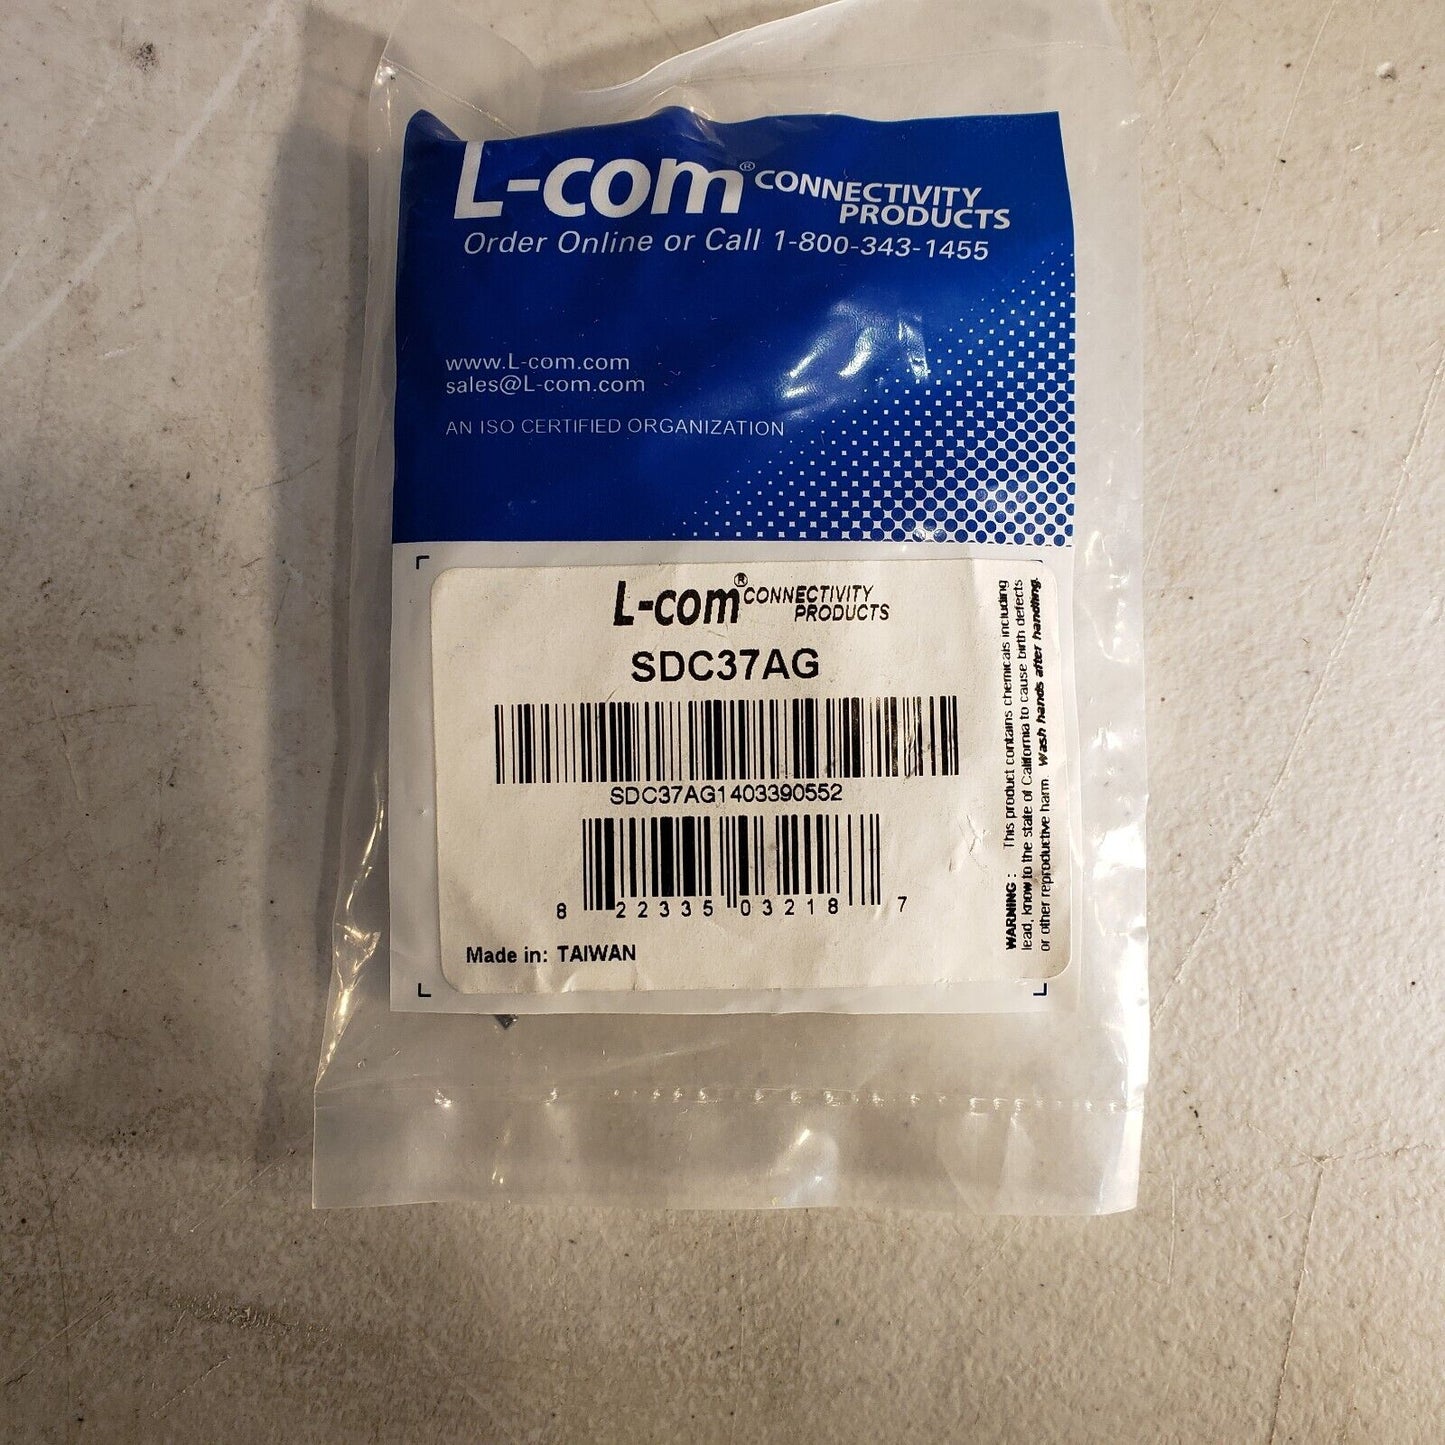 L-com® CONNECTIVITY
PRODUCTS
Order Online or Call 1-800-343-1455
www.L-com.com
sales@L-com.com
AN ISO CERTIFIED ORGANIZATION
L-com® CONNECTIVITY
PRODUCTS
SDC37AG
SDC37AG1403390552
8 22335 03218 7
Made in: TAIWAN
WARNING : This product contains chemicals including
lead, know to the state of California to cause birth defects
or other reproductive harm. Wash hands after handling.